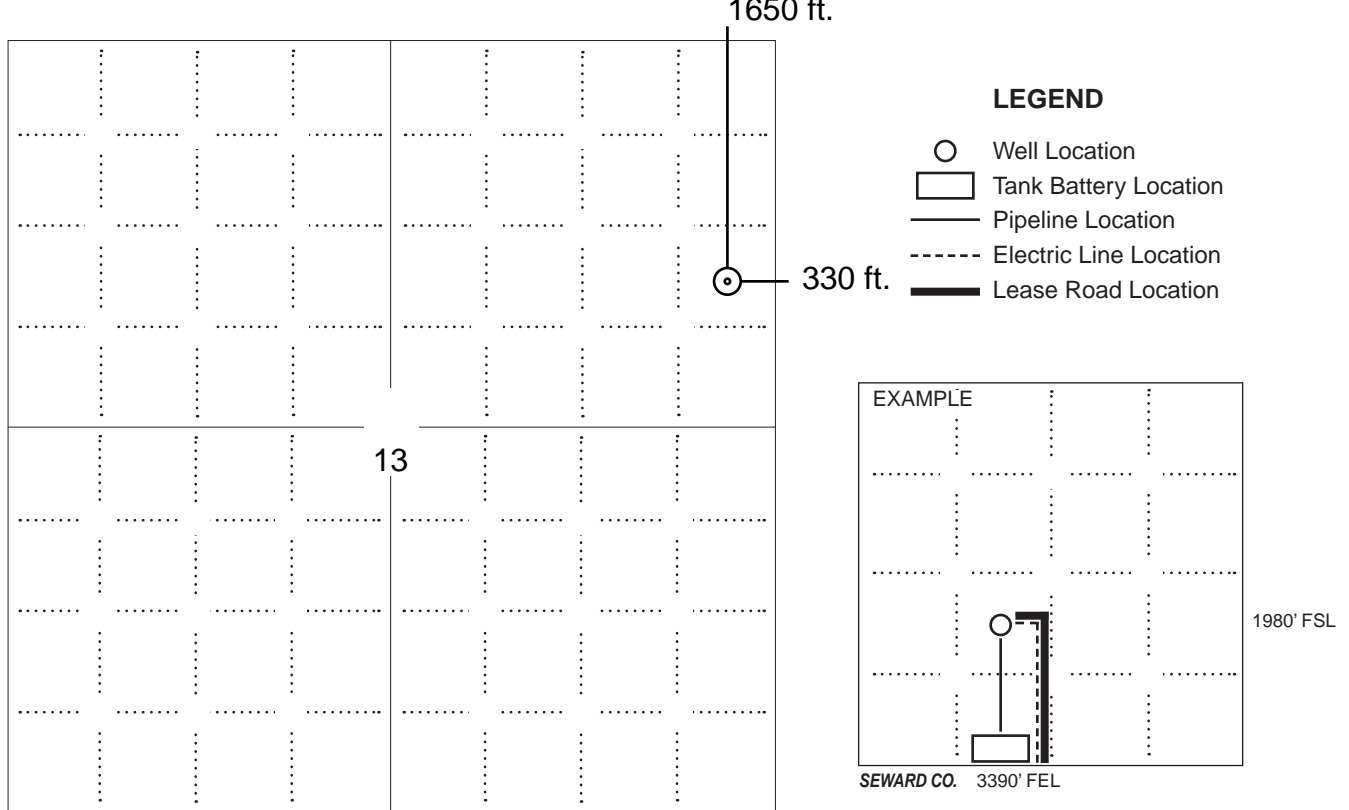 1650 ft.
LEGEND
Well Location
Tank Battery Location
Pipeline Location
Electric Line Location
Lease Road Location
330 ft.
EXAMPLE
13
1980' FSL
SEWARD CO. 3390' FEL